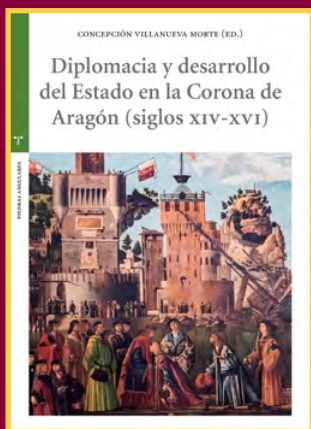 CONCEPCIÓN VILLANUEVA MORTE (ED.)
Diplomacia y desarrollo
del Estado en la Corona de
Aragón (siglos XIV-XVI)
T
PIEDRAS ANGULARES